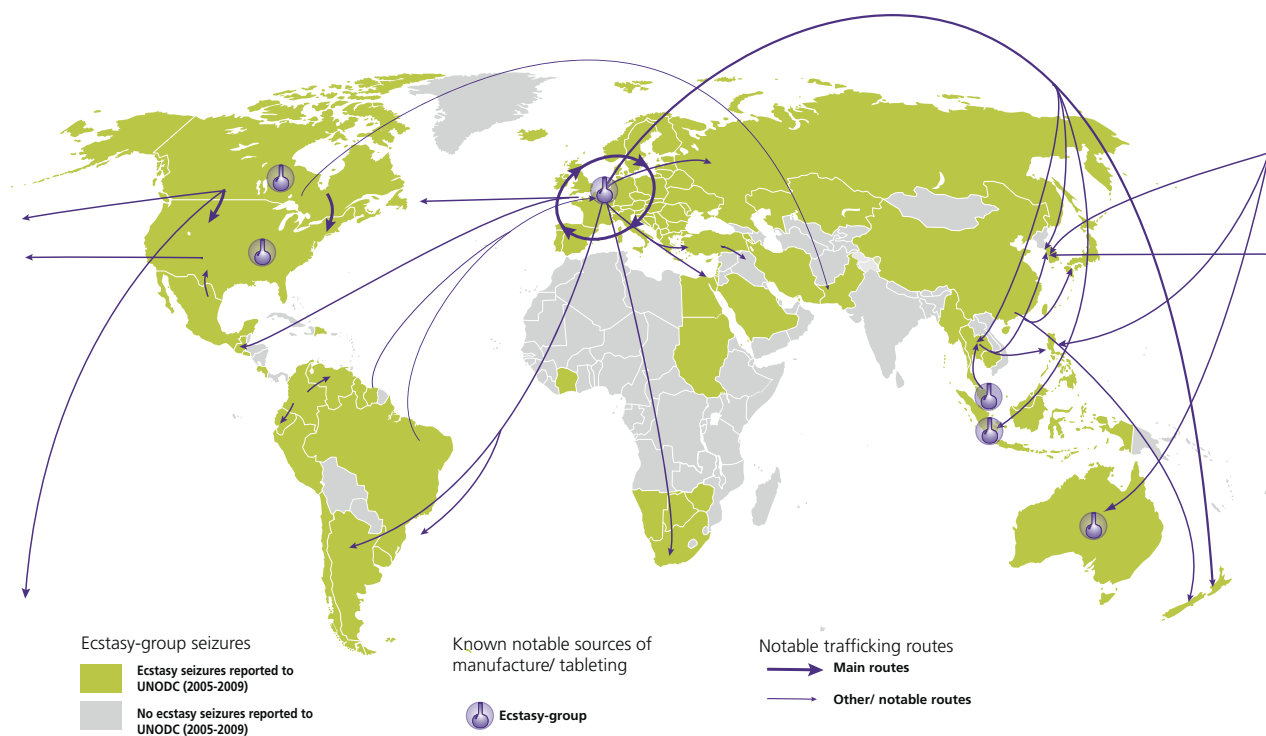 Ecstasy-group seizures
Ecstasy seizures reported to
UNODC (2005-2009)
No ecstasy seizures reported to
UNODC (2005-2009)
Known notable sources of
manufacture/ tableting
Ecstasy-group
Notable trafficking routes
Main routes
Other/ notable routes